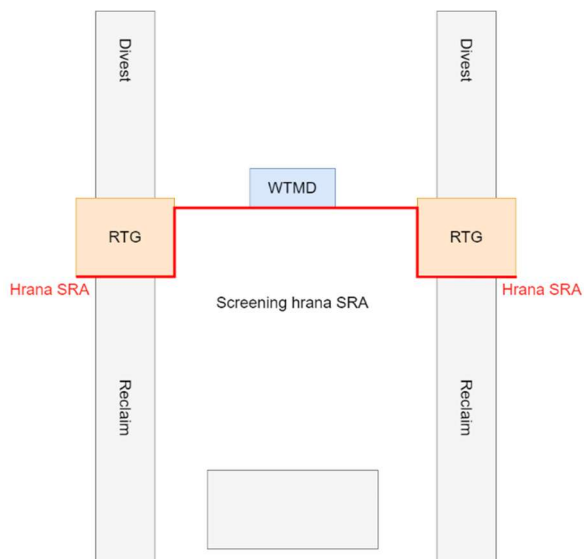 Divest
Divest
WTMD
RTG
RTG
Hrana SRA
Hrana SRA
Screening hrana SRA
Reclaim
Reclaim